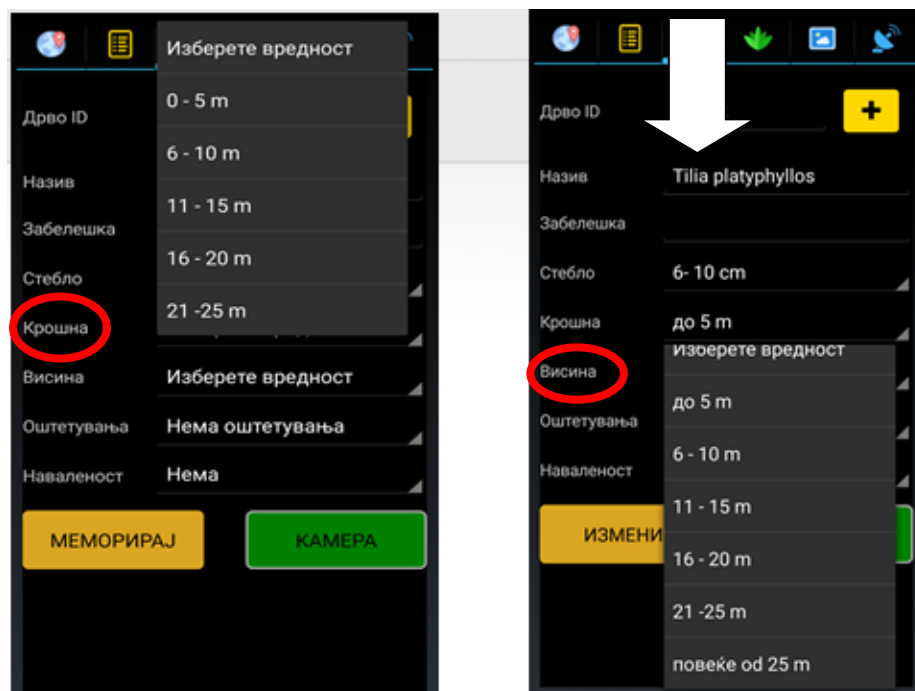 Изберете вредност
0 - 5 m
Дрво ID
6 - 10 m
Назив
11 - 15 m
Забелешка
16 - 20 m
Стебло
21 -25 m
Крошна
Висина Изберете вредност
Оштетувања Нема оштетувања
Наваленост Нема
МЕМОРИРАЈ КАМЕРА
Дрво ID +
Назив Tilia platyphyllos
Забелешка
Стебло 6- 10 cm
Крошна до 5 m
Изберете вредност
Висина
до 5 m
Оштетувања
6 - 10 m
Наваленост
11 - 15 m
ИЗМЕНИ
16 - 20 m
21 -25 m
повеќе od 25 m